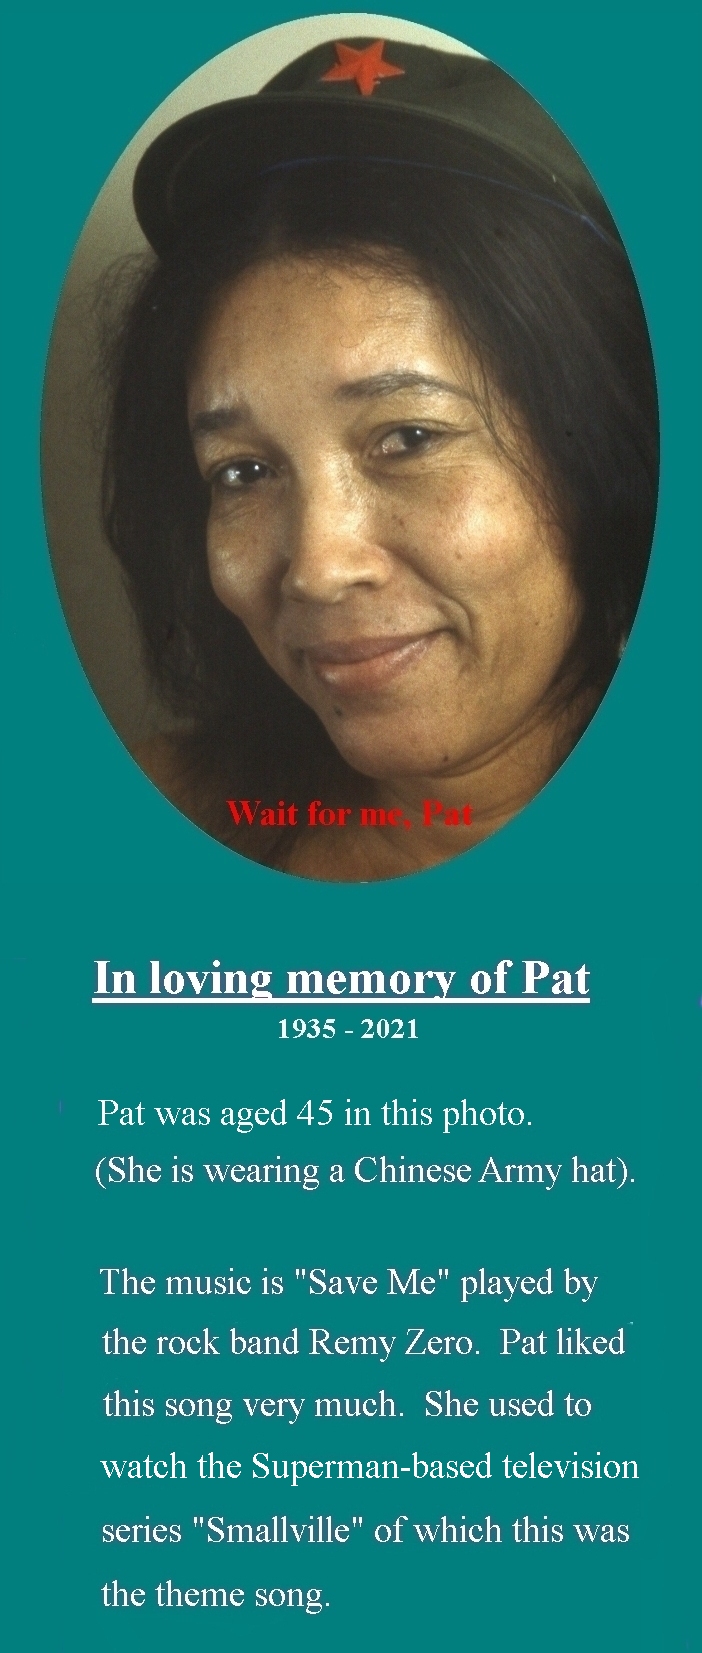 Wait for me, Pat
In loving memory of Pat
1935 - 2021
Pat was aged 45 in this photo.
(She is wearing a Chinese Army hat).
The music is "Save Me" played by
the rock band Remy Zero.  Pat liked
this song very much.  She used to
watch the Superman-based television
series "Smallville" of which this was
the theme song.